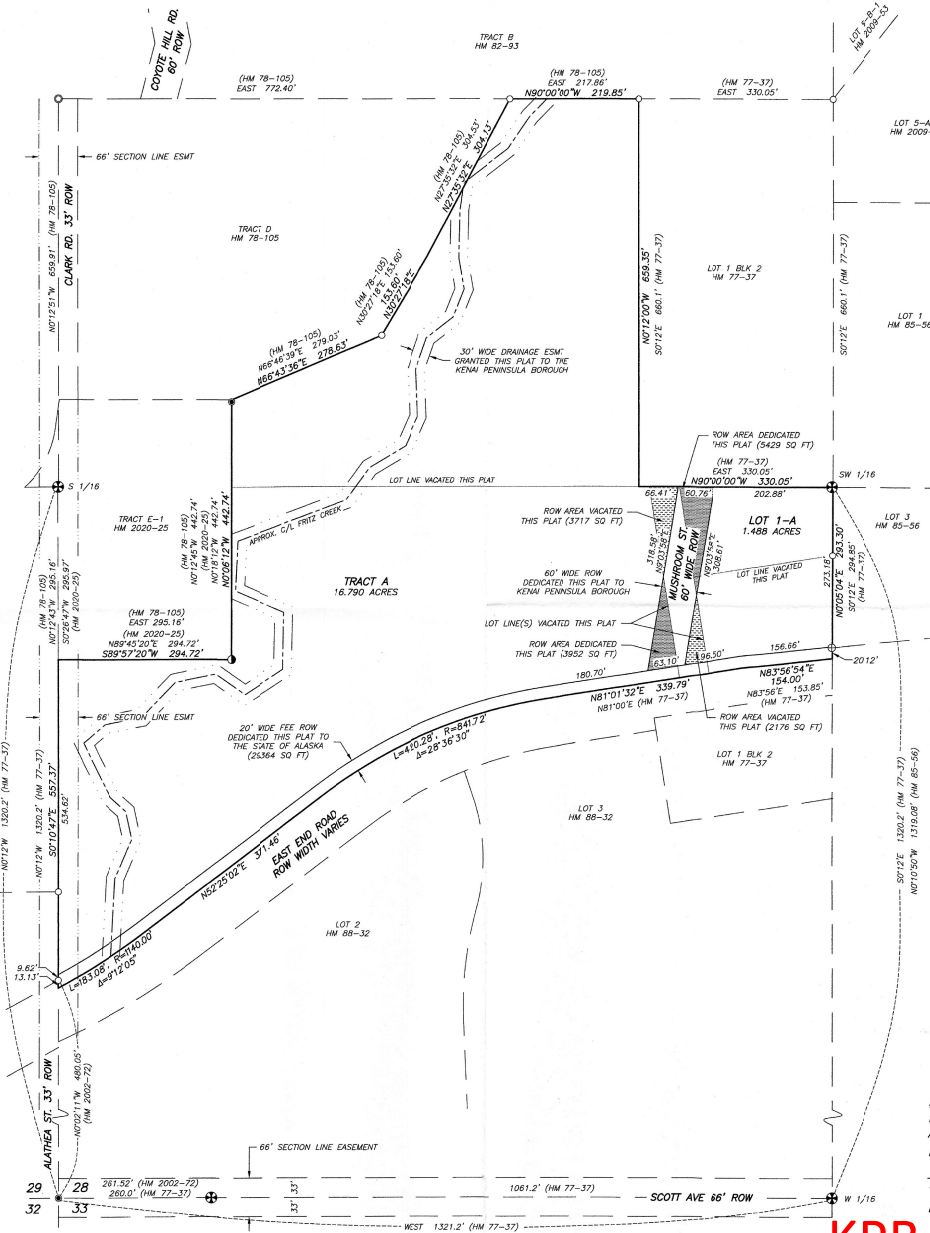 COYOTE HILL RD.
60' ROW
TRACT B
HM 82-93
LOT 5-B-1
HM 2009-53
(HM 78-105)
EAST 772.40'
(HM 78-105)
EAST 217.86'
N90°00'00"W 219.85'
(HM 77-37)
EAST 330.05'
LOT 5-A
HM 2009-
66' SECTION LINE ESMT
N0°12'51"W 659.91' (HM 78-105)
CLARK RD. 33' ROW
TRACT D
HM 78-105
(HM 78-105)
N27°35'32"E 304.53'
N27°35'32"E 304.13'
(HM 78-105)
N30°27'18"E 153.60'
153.60'
N30°27'18"E
N0°12'00"W 659.35'
S0°12'E 660.1' (HM 77-37)
LOT 1 BLK 2
HM 77-37
S0°12'E 660.1' (HM 77-37)
LOT 1
HM 85-56
(HM 78-105)
N66°46'39"E 279.03'
N66°43'36"E 278.63'
30' WIDE DRAINAGE ESMT
GRANTED THIS PLAT TO THE
KENAI PENINSULA BOROUGH
ROW AREA DEDICATED
THIS PLAT (5429 SQ FT)
(HM 77-37)
EAST 330.05'
N90°00'00"W 330.05'
S 1/16
LOT LINE VACATED THIS PLAT
66.41'
60.76'
202.88'
SW 1/16
TRACT E-1
HM 2020-25
(HM 78-105)
N0°12'45"W 442.74'
(HM 2020-25)
N0°18'12"W 442.74'
N0°06'12"W 442.74'
APPROX. C/L FRITZ CREEK
ROW AREA VACATED
THIS PLAT (3717 SQ FT)
318.58'
N9°03'58"E
MUSHROOM ST.
60' WIDE ROW
N9°03'58"E
308.61'
LOT 1-A
1.488 ACRES
LOT LINE VACATED
THIS PLAT
273.18'
N0°05'04"E 293.30'
S0°12'E 294.85'
(HM 77-37)
LOT 3
HM 85-56
TRACT A
16.790 ACRES
60' WIDE ROW
DEDICATED THIS PLAT TO
KENAI PENINSULA BOROUGH
LOT LINE(S) VACATED THIS PLAT
ROW AREA DEDICATED
THIS PLAT (3952 SQ FT)
(HM 78-105)
N0°12'43"W 295.16'
S0°26'47"W 295.97'
(HM 2020-25)
(HM 78-105)
EAST 295.16'
(HM 2020-25)
N89°45'20"E 294.72'
S89°57'20"W 294.72'
180.70'
63.10'
96.50'
156.66'
20.12'
N81°01'32"E 339.79'
N81°00'E (HM 77-37)
N83°56'54"E
154.00'
N83°56'E 153.85'
(HM 77-37)
ROW AREA VACATED
THIS PLAT (2176 SQ FT)
66' SECTION LINE ESMT
20' WIDE FEE ROW
DEDICATED THIS PLAT TO
THE STATE OF ALASKA
L=410.28', R=841.72'
Δ=28°36'30"
LOT 1 BLK 2
HM 77-37
N0°12'W 1320.2' (HM 77-37)
N0°12'W 1320.2' (HM 77-37)
S0°10'47"E 557.37'
534.62'
LOT 3
HM 88-32
EAST END ROAD
ROW WIDTH VARIES
N52°25'02"E 371.46'
S0°12'E 1320.2' (HM 77-37)
N0°10'50"W 1319.08' (HM 85-56)
LOT 2
HM 88-32
9.62'
13.13'
L=183.08', R=1140.00'
Δ=9°12'05"
ALATHEA ST. 33' ROW
N0°02'11"W 480.05'
(HM 2002-72)
66' SECTION LINE EASEMENT
29 28
32 33
261.52' (HM 2002-72)
260.0' (HM 77-37)
33'
33'
1061.2' (HM 77-37)
SCOTT AVE 66' ROW
W 1/16
WEST 1321.2' (HM 77-37)
KPB